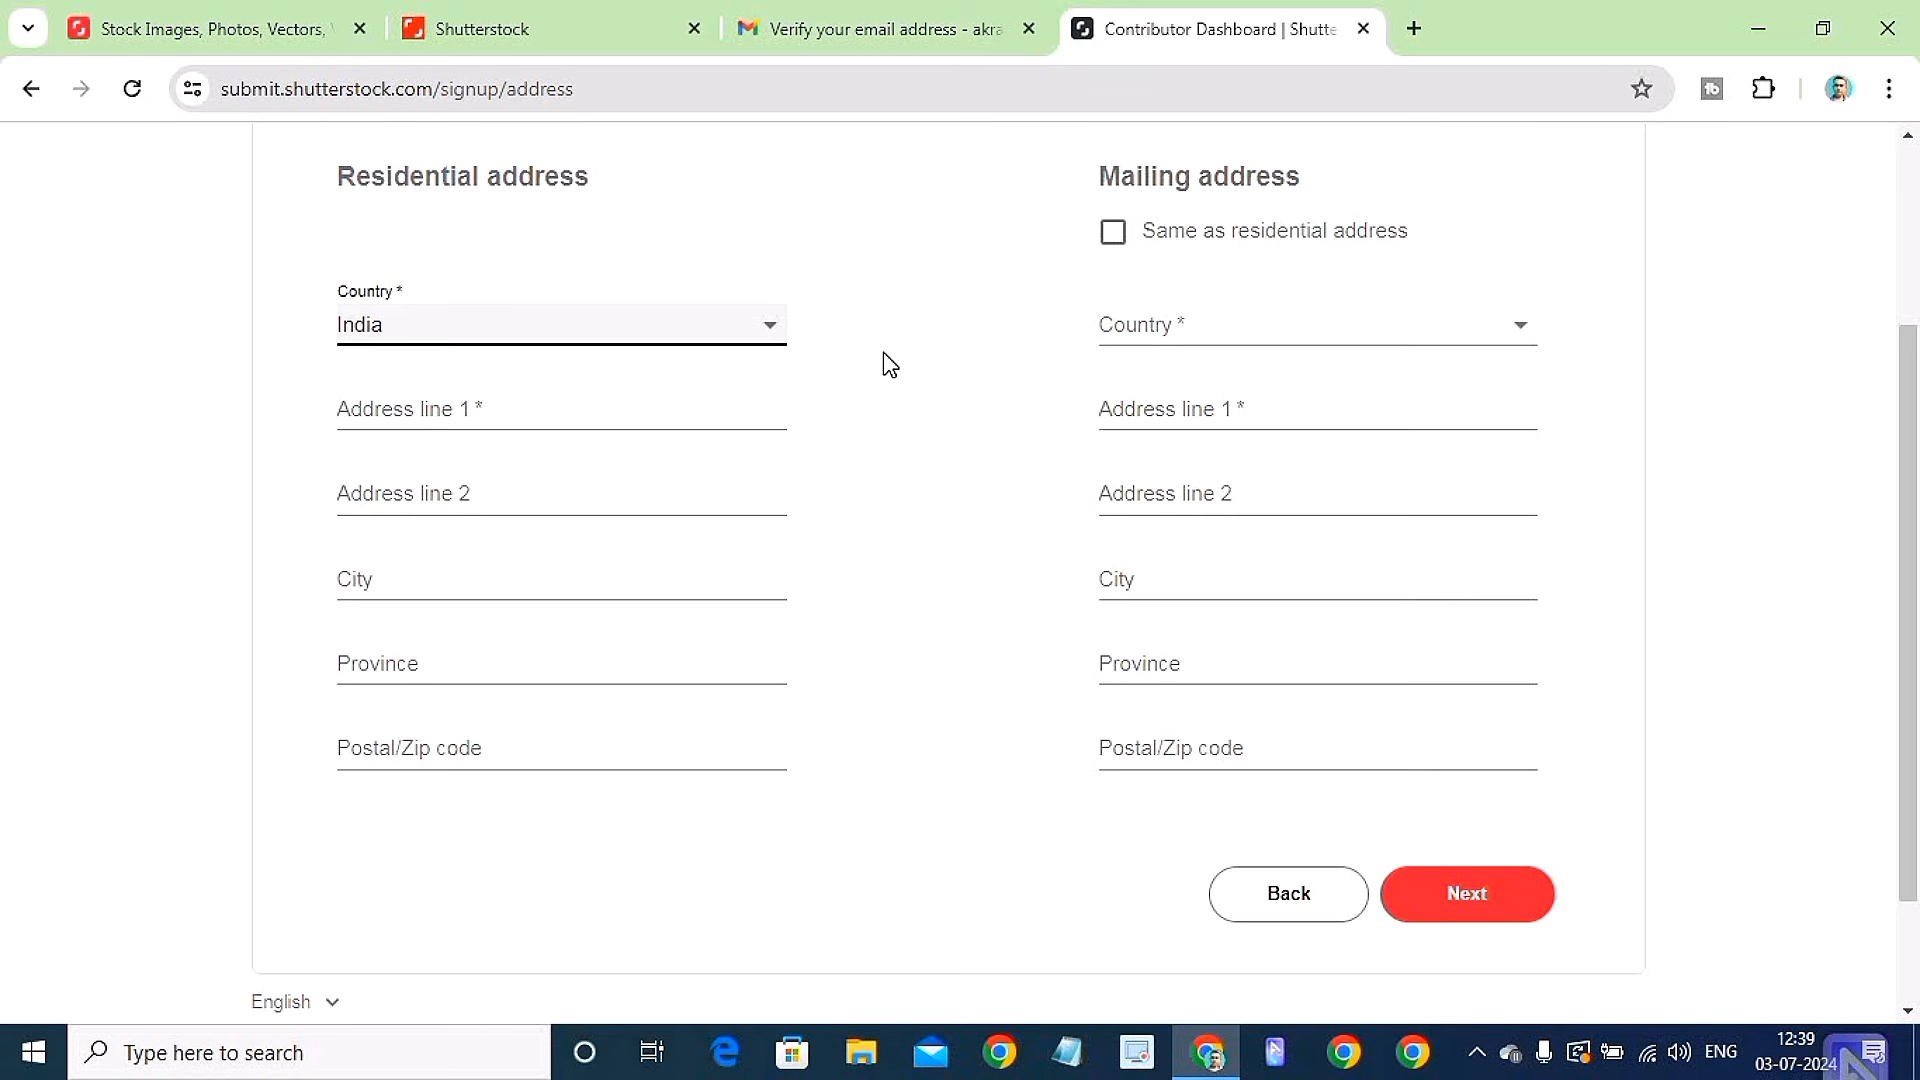 Stock Images, Photos, Vectors,
Shutterstock
Verify your email address - akra
Contributor Dashboard | Shutte
submit.shutterstock.com/signup/address
Residential address
Mailing address
Same as residential address
Country *
India
Country *
Address line 1 *
Address line 1 *
Address line 2
Address line 2
City
City
Province
Province
Postal/Zip code
Postal/Zip code
Back
Next
English
Type here to search
ENG
12:39
03-07-2024